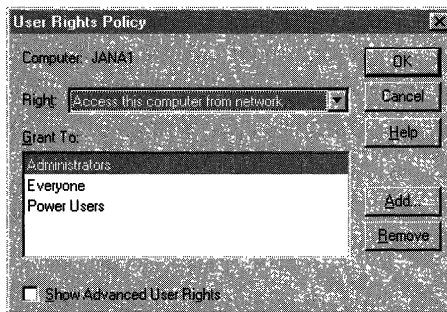 User Rights Policy
Computer: JANA1
OK
Right: Access this computer from network
Cancel
Grant To:
Help
Administrators
Everyone
Power Users
Add...
Remove
Show Advanced User Rights